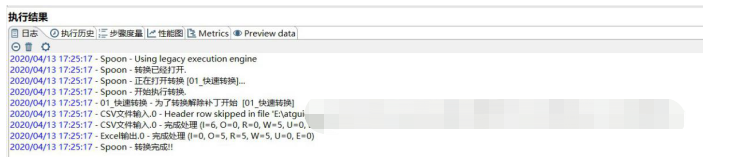 执行结果
日志 执行历史 步骤度量 性能图 Metrics Preview data
2020/04/13 17:25:17 - Spoon - Using legacy execution engine
2020/04/13 17:25:17 - Spoon - 转换已经打开.
2020/04/13 17:25:17 - Spoon - 正在打开转换 [01_快速转换]...
2020/04/13 17:25:17 - Spoon - 开始执行转换.
2020/04/13 17:25:17 - 01_快速转换 - 为了转换解除补丁开始 [01_快速转换]
2020/04/13 17:25:17 - CSV文件输入.0 - Header row skipped in file 'E:\atgui
2020/04/13 17:25:17 - CSV文件输入.0 - 完成处理 (I=6, O=0, R=0, W=5, U=0,
2020/04/13 17:25:17 - Excel输出.0 - 完成处理 (I=0, O=5, R=5, W=5, U=0, E=0)
2020/04/13 17:25:17 - Spoon - 转换完成!!